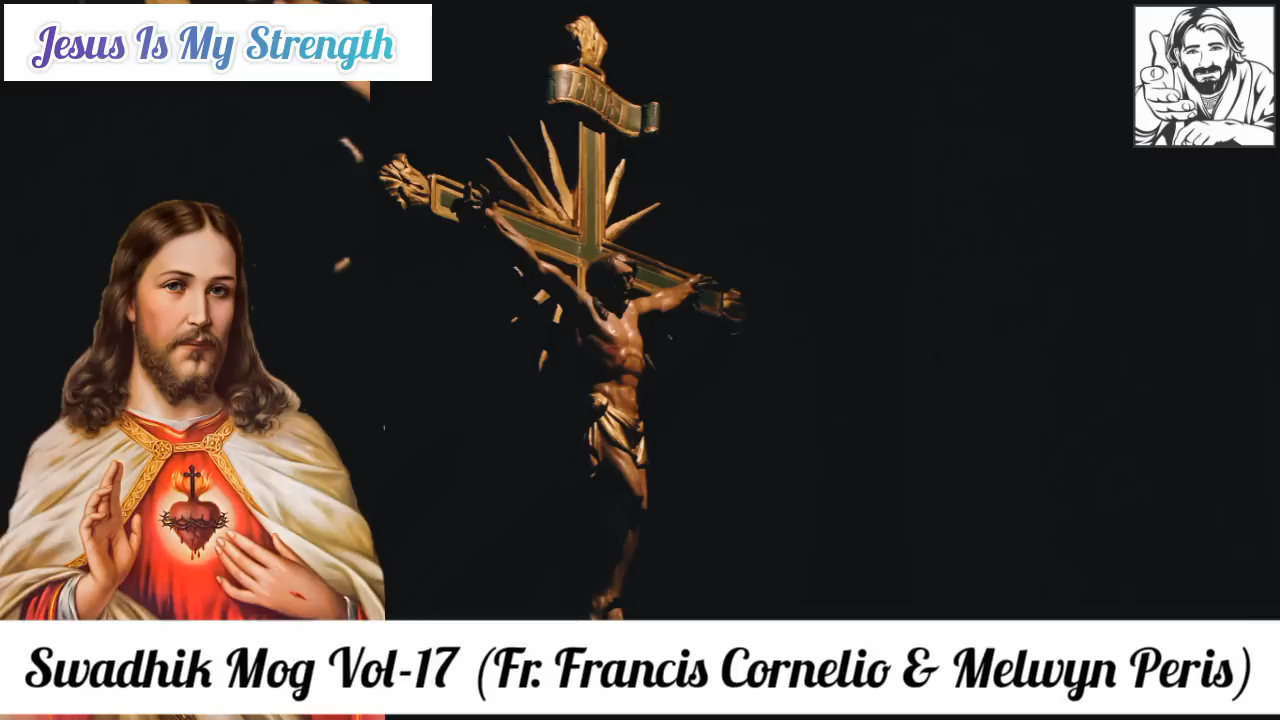 Jesus Is My Strength
Swadhik Mog Vol-17 (Fr. Francis Cornelio & Melwyn Peris)